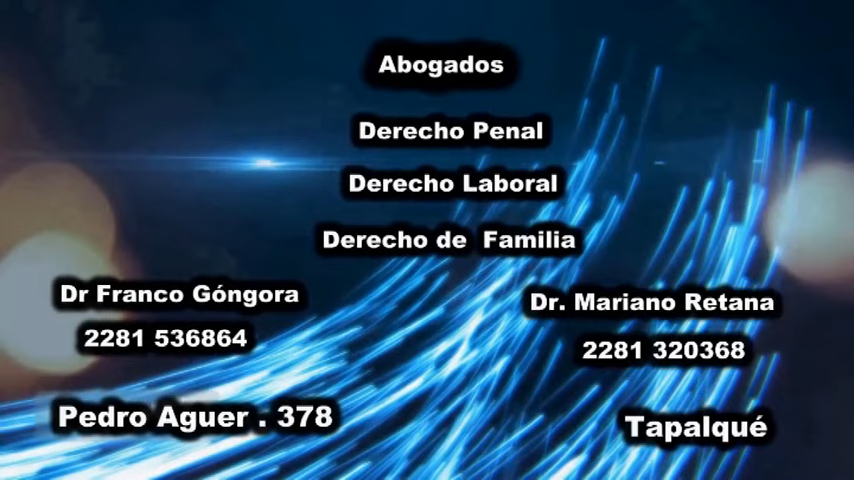 Abogados
Derecho Penal
Derecho Laboral
Derecho de Familia
Dr Franco Góngora
2281 536864
Dr. Mariano Retana
2281 320368
Pedro Aguer . 378
Tapalqué